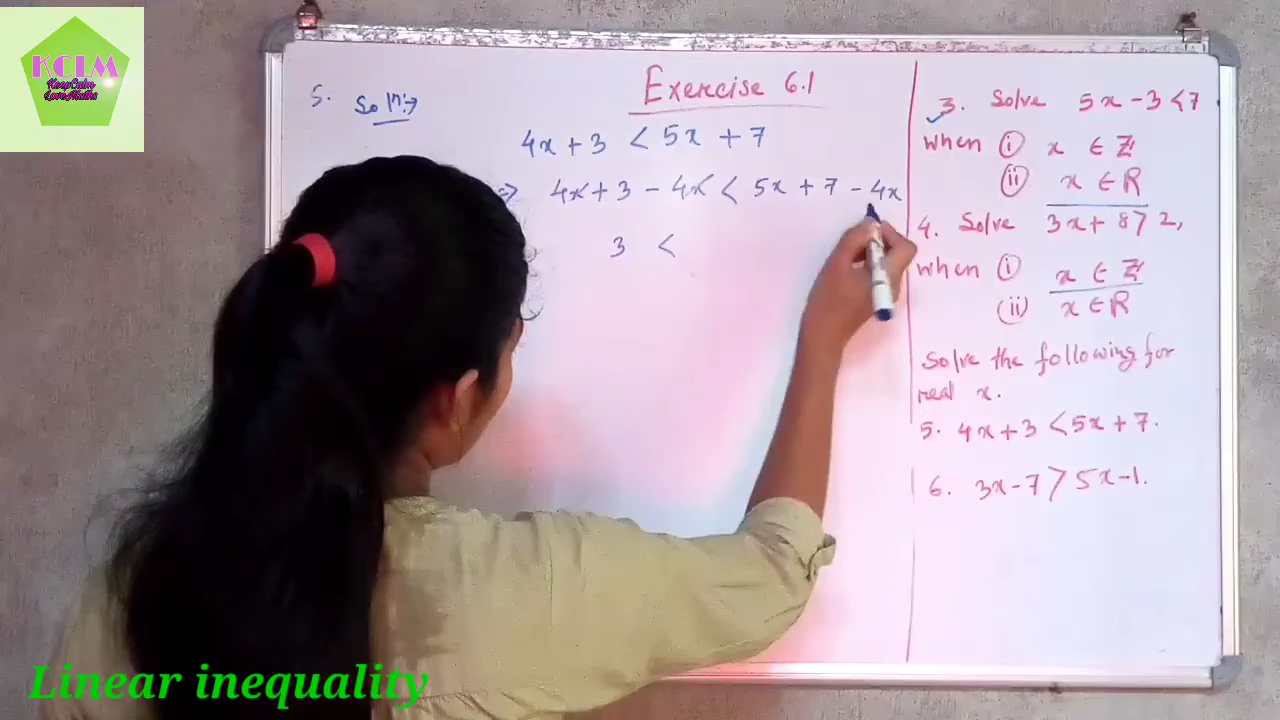 KCLM
KeepCalm
LoveMaths
Exercise 6.1
5. Solⁿ:→
4x + 3 < 5x + 7
⇒ 4x + 3 - 4x < 5x + 7 - 4x
3 <
3. Solve 5x - 3 < 7
when (i) x ∈ Z
(ii) x ∈ R
4. Solve 3x + 8 > 2,
when (i) x ∈ Z
(ii) x ∈ R
Solve the following for
real x.
5. 4x + 3 < 5x + 7.
6. 3x - 7 > 5x - 1.
Linear inequality